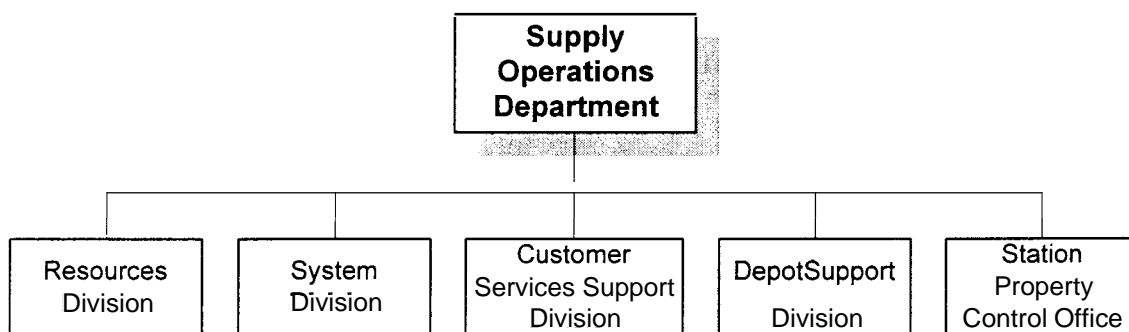 Supply
Operations
Department
Resources
Division
System
Division
Customer
Services Support
Division
DepotSupport
Division
Station
Property
Control Office